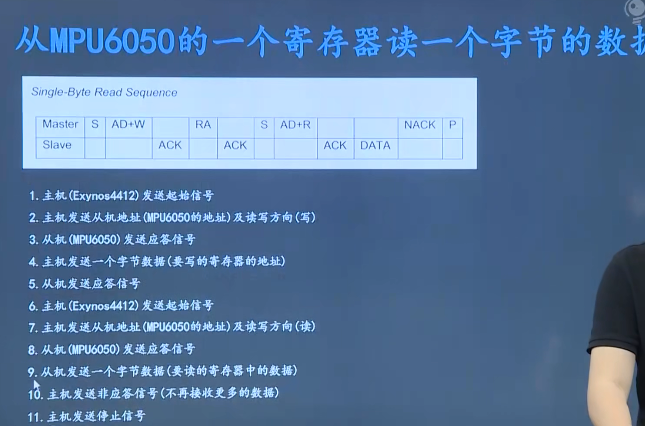 从MPU6050的一个寄存器读一个字节的数据
Single-Byte Read Sequence
Master S AD+W RA S AD+R NACK P
Slave ACK ACK ACK DATA
1. 主机(Exynos4412)发送起始信号
2. 主机发送从机地址(MPU6050的地址)及读写方向(写)
3. 从机(MPU6050)发送应答信号
4. 主机发送一个字节数据(要写的寄存器的地址)
5. 从机发送应答信号
6. 主机(Exynos4412)发送起始信号
7. 主机发送从机地址(MPU6050的地址)及读写方向(读)
8. 从机(MPU6050)发送应答信号
9. 从机发送一个字节数据(要读的寄存器中的数据)
10. 主机发送非应答信号(不再接收更多的数据)
11. 主机发送停止信号